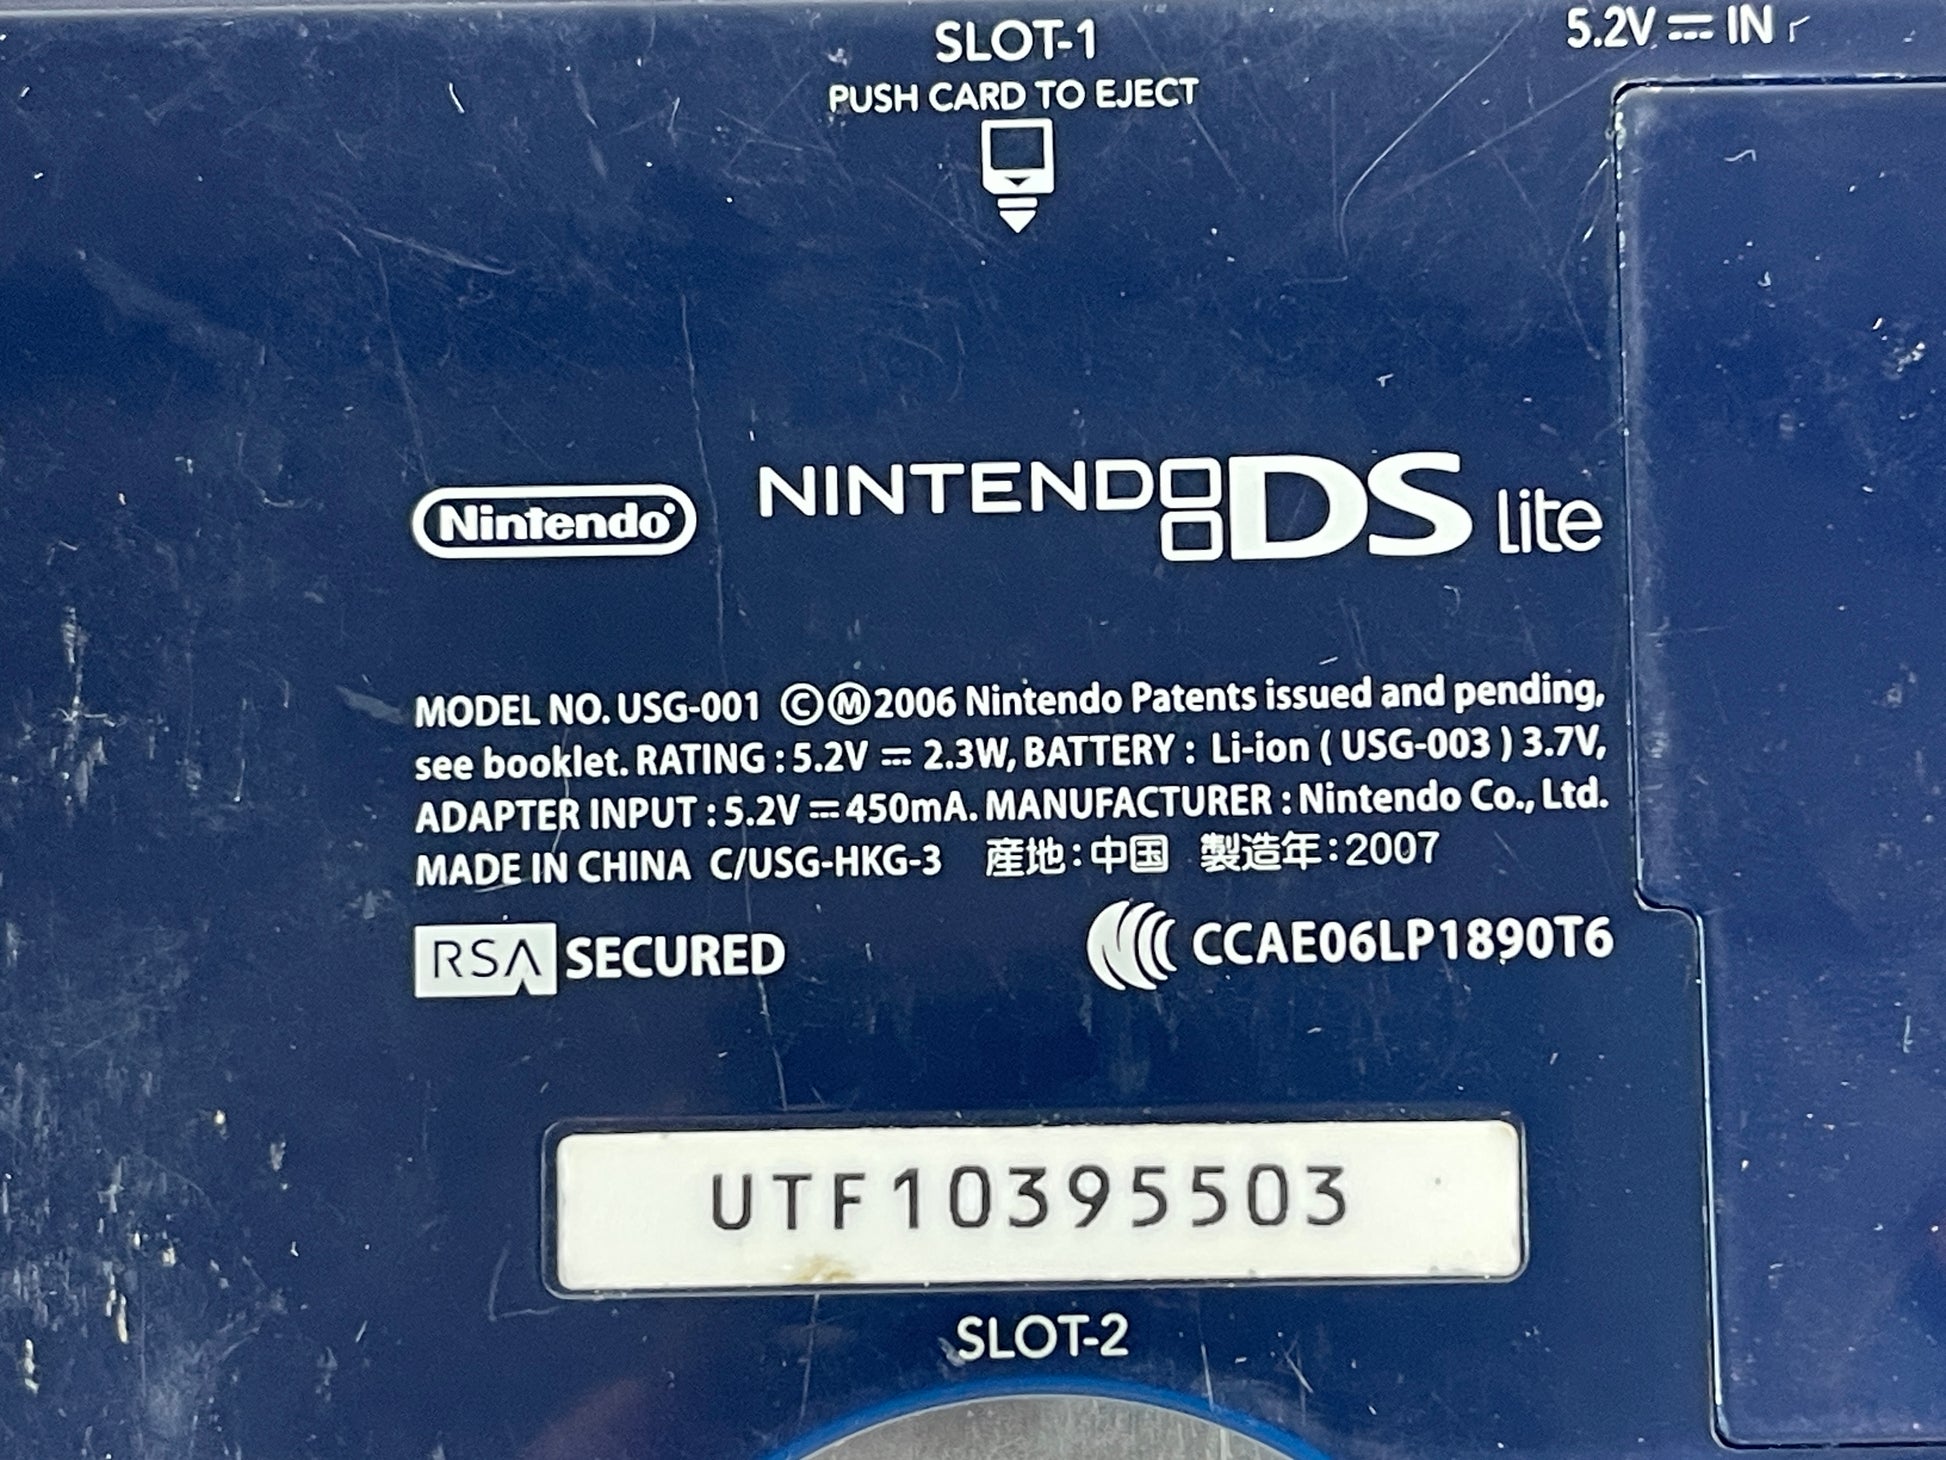 SLOT-1
PUSH CARD TO EJECT
5.2V ⎓ IN
Nintendo®
NINTENDO DS lite
MODEL NO. USG-001 ©Ⓜ2006 Nintendo Patents issued and pending,
see booklet. RATING : 5.2V ⎓ 2.3W, BATTERY : Li-ion ( USG-003 ) 3.7V,
ADAPTER INPUT : 5.2V ⎓ 450mA. MANUFACTURER : Nintendo Co., Ltd.
MADE IN CHINA C/USG-HKG-3 産地:中国 製造年:2007
RSA SECURED
CCAE06LP1890T6
UTF10395503
SLOT-2